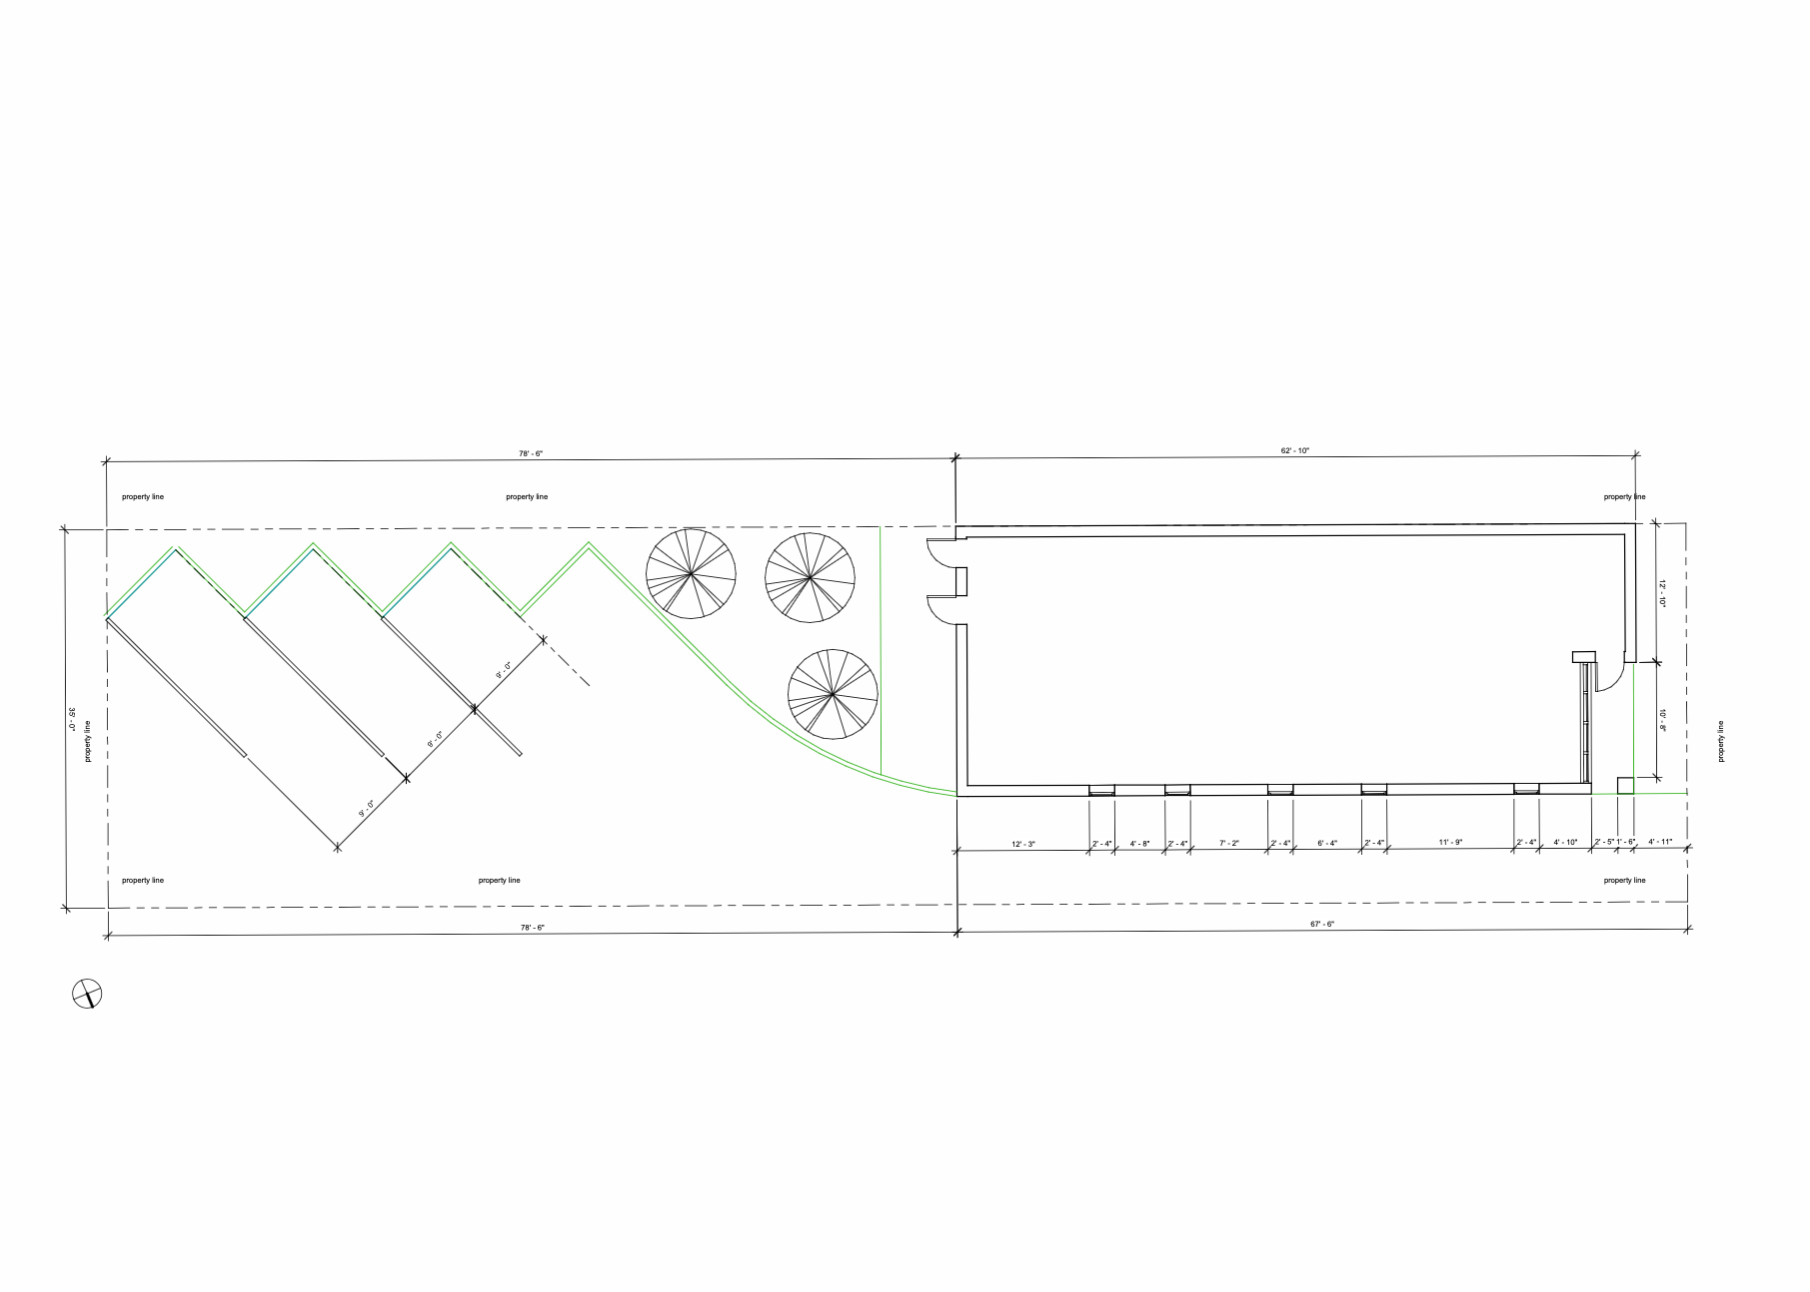 78' - 6"
62' - 10"
property line
property line
property line
12' - 10"
9' - 0"
35' - 0"
property line
9' - 0"
10' - 8"
property line
9' - 0"
12' - 3"
2' - 4"
4' - 8"
2' - 4"
7' - 2"
2' - 4"
6' - 4"
2' - 4"
11' - 9"
2' - 4"
4' - 10"
2' - 5"
1' - 6"
4' - 11"
property line
property line
property line
78' - 6"
67' - 6"